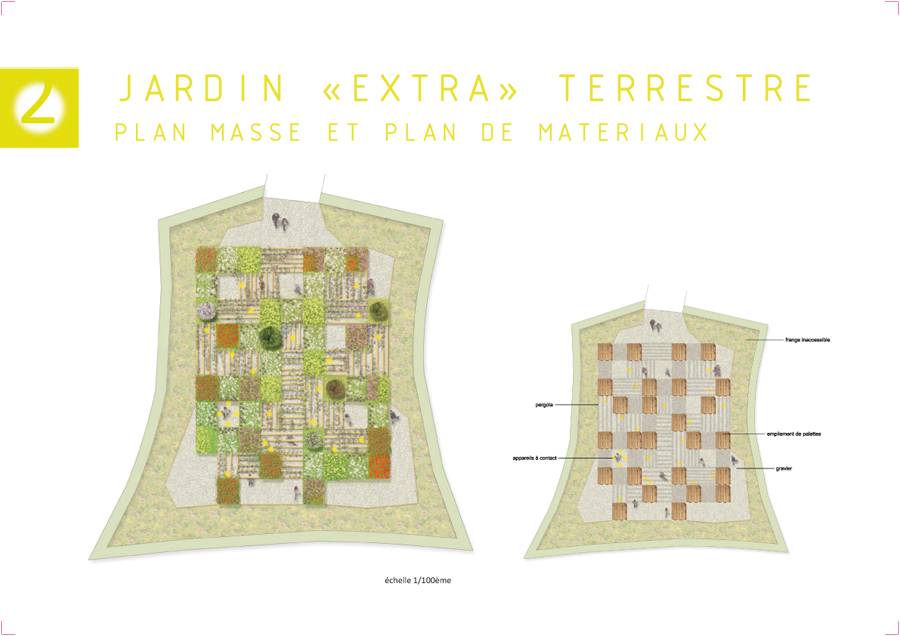 2
JARDIN «EXTRA» TERRESTRE
PLAN MASSE ET PLAN DE MATERIAUX
frange inaccessible
pergola
empilement de palettes
appareils à contact
gravier
échelle 1/100ème